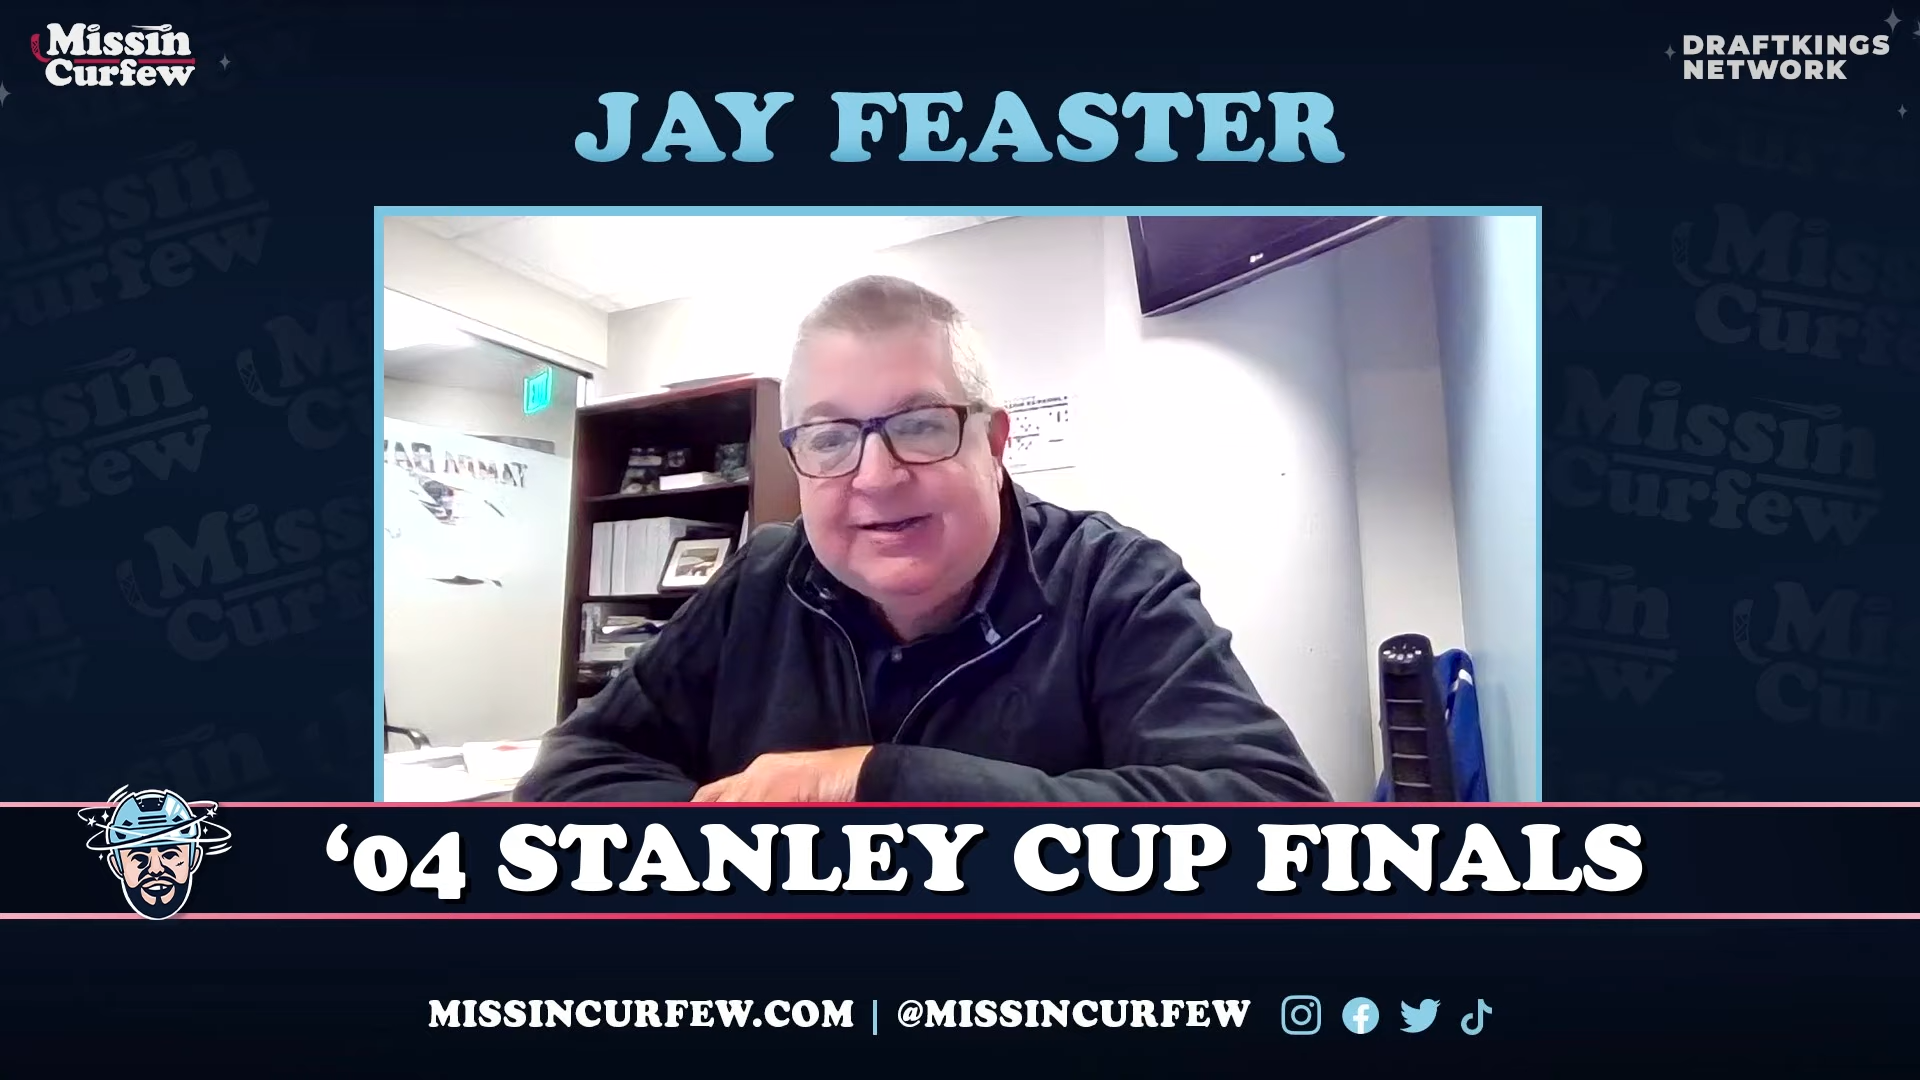 Missin
Curfew
DRAFTKINGS
NETWORK
JAY FEASTER
‘04 STANLEY CUP FINALS
MISSINCURFEW.COM | @MISSINCURFEW